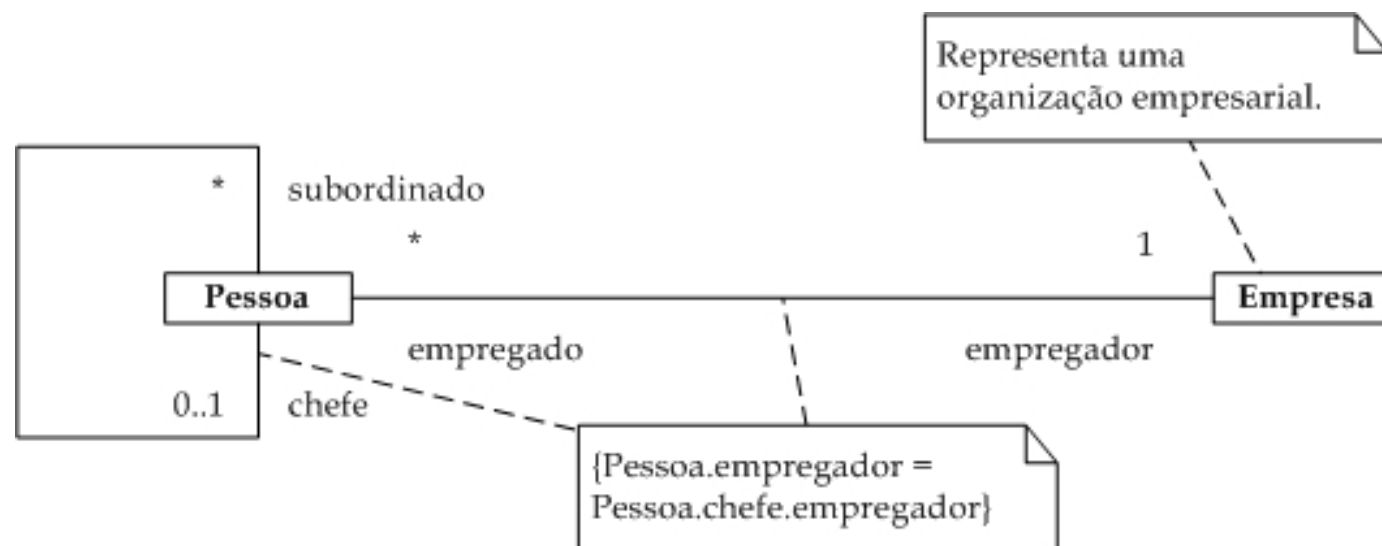 Representa uma
organização empresarial.
*
subordinado
*
1
Pessoa
Empresa
empregado
empregador
0..1
chefe
{Pessoa.empregador =
Pessoa.chefe.empregador}